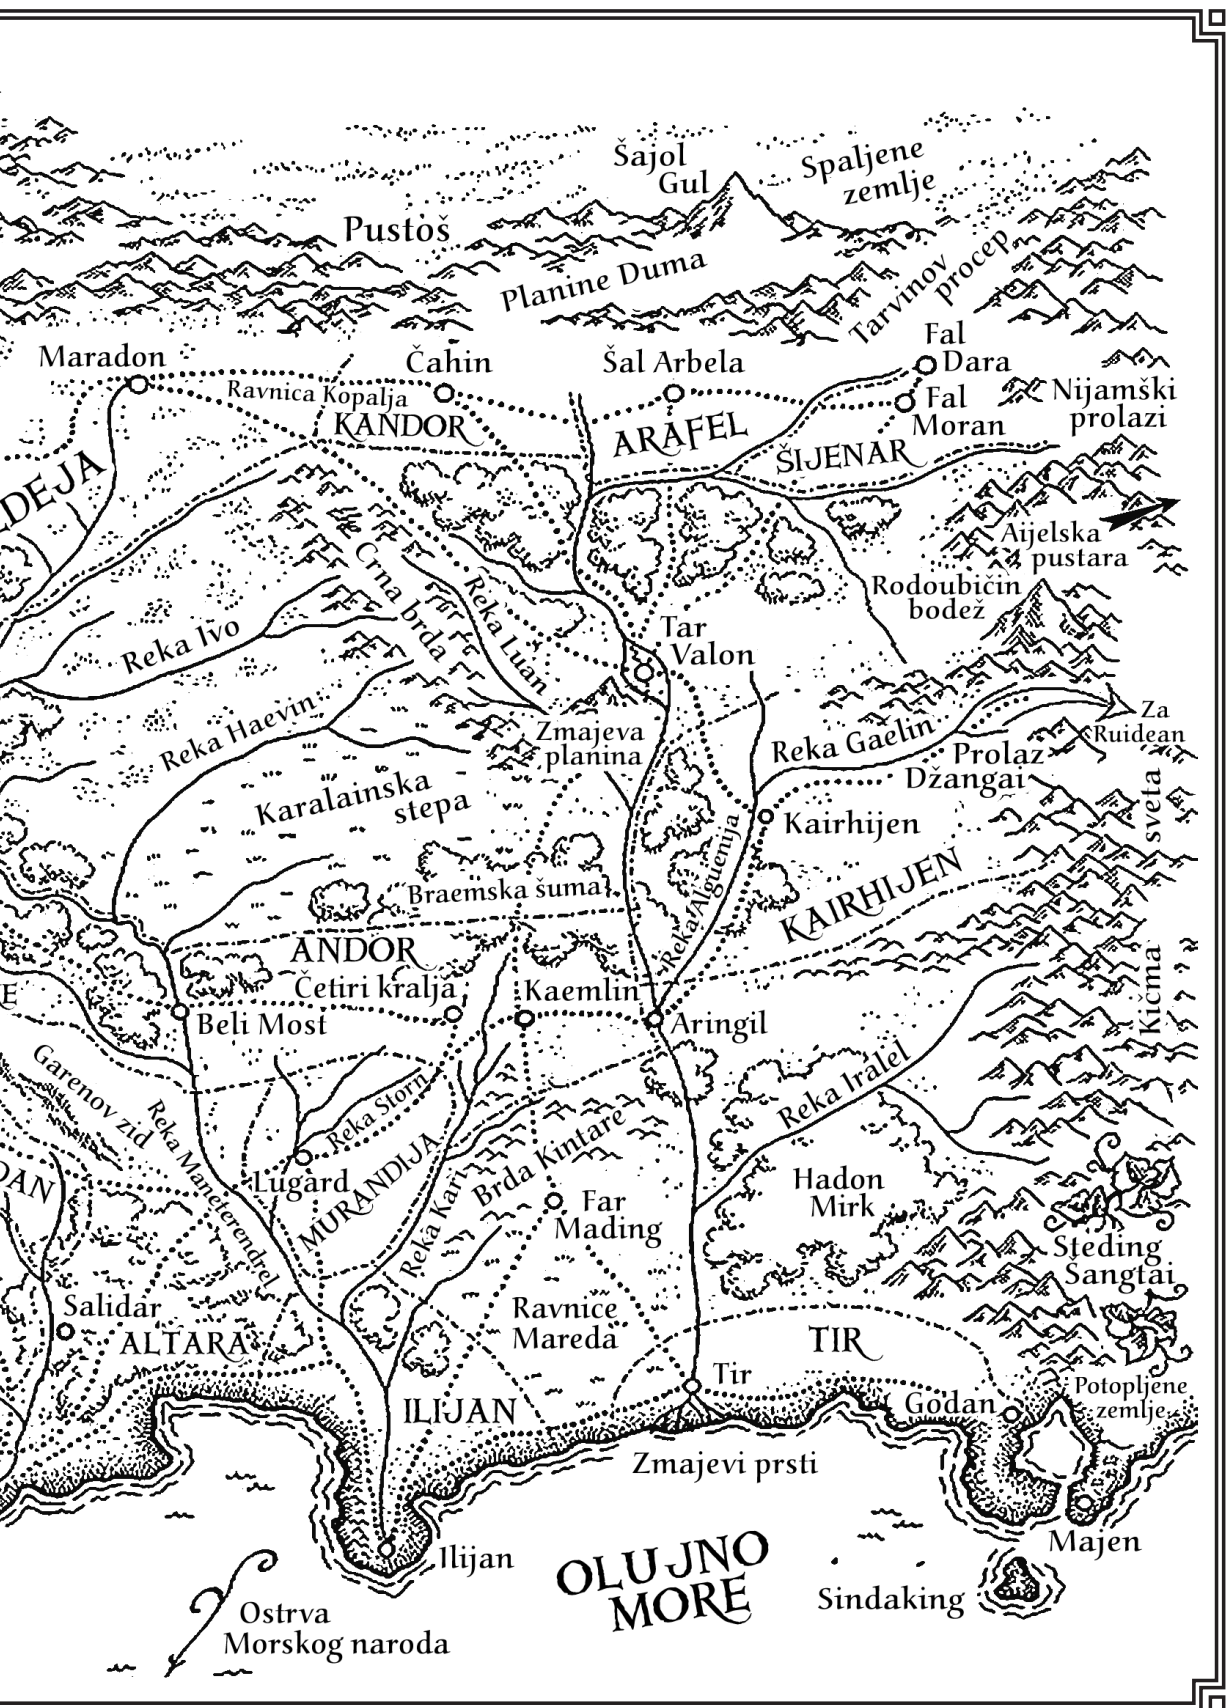 Šajol
Gul
Spaljene
zemlje
Pustoš
Planine Duma
Tarvinov
procep
Maradon
Čahin
Šal Arbela
Fal
Dara
Ravnica Kopalja
KANDOR
ARAFEL
Fal
Moran
Nijamški
prolazi
ŠIJENAR
DEJA
Aijelska
pustara
Crna brda
Reka Luan
Rodoubičin
bodež
Reka Ivo
Tar
Valon
Reka Haevin
Zmajeva
planina
Reka Gaelin
Za
Ruidean
Prolaz
Džangai
Karalainska
stepa
Kairhijen
Kičma sveta
Reka Alguenija
Braemska šuma
KAIRHIJEN
ANDOR
Četiri kralja
Kaemlin
E
Beli Most
Aringil
Garenov zid
Reka Manetерendrel
Reka Storn
Reka Iralel
DAN
Lugard
MURANDIJA
Reka Kari
Brda Kintare
Far
Mading
Hadon
Mirk
Steding
Šangtai
Salidar
ALTARA
Ravnice
Mareda
TIR
Tir
ILIJAN
Godan
Potopljene
zemlje
Zmajevi prsti
Majen
Ilijan
OLUJNO
MORE
Sindaking
Ostrva
Morskog naroda